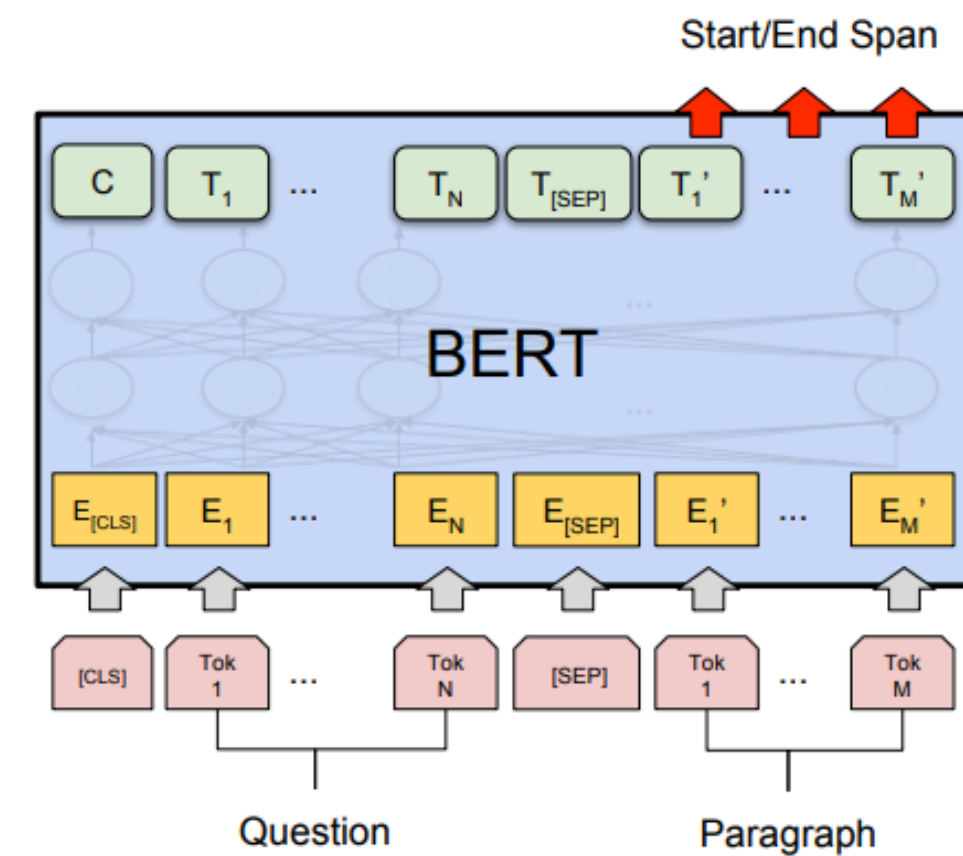 Start/End Span
C T1 ... TN T[SEP] T1’ ... TM’
...
BERT
...
E[CLS] E1 ... EN E[SEP] E1’ ... EM’
[CLS] Tok 1 ... Tok N [SEP] Tok 1 ... Tok M
Question Paragraph